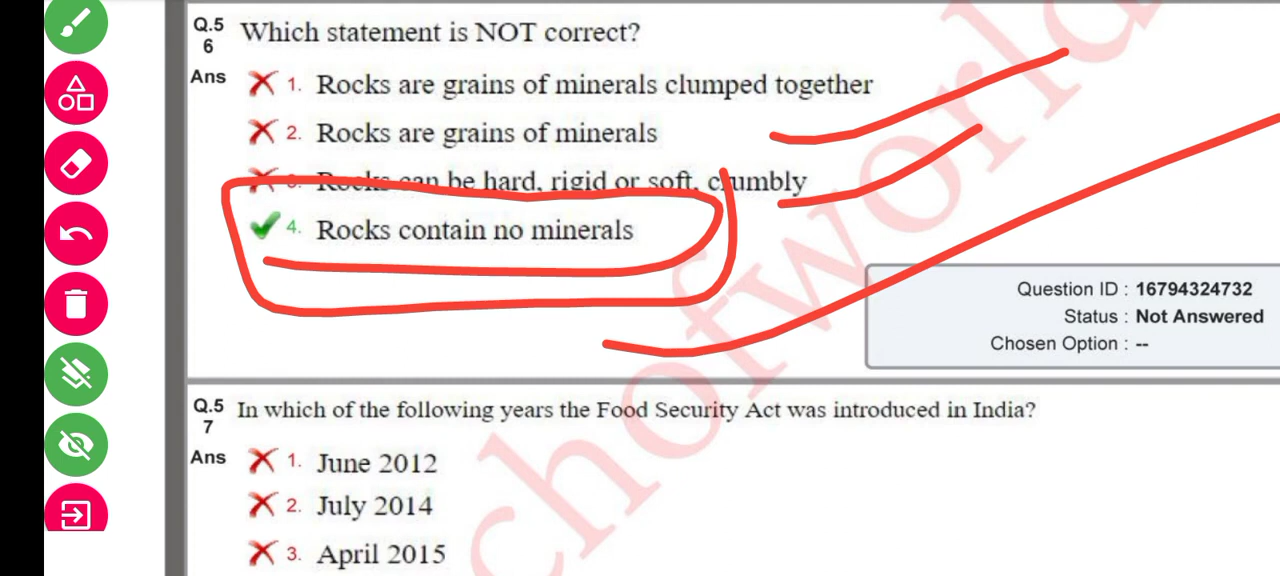 Q.5
6
Which statement is NOT correct?
Ans
1. Rocks are grains of minerals clumped together
2. Rocks are grains of minerals
3. Rocks can be hard, rigid or soft, crumbly
4. Rocks contain no minerals
Question ID : 16794324732
Status : Not Answered
Chosen Option : --
Q.5
7
In which of the following years the Food Security Act was introduced in India?
Ans
1. June 2012
2. July 2014
3. April 2015